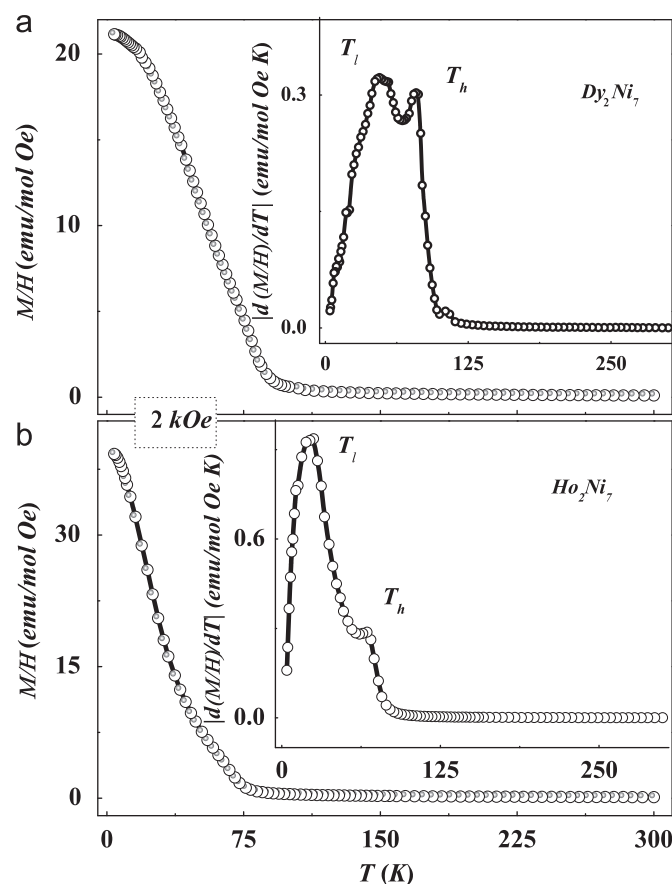 a
20
10
0
M/H (emu/mol Oe)
T_l
T_h
Dy₂Ni₇
0.3
0.0
|d (M/H)/dT| (emu/mol Oe K)
0
125
250
2 kOe
b
30
15
0
M/H (emu/mol Oe)
T_l
T_h
Ho₂Ni₇
0.6
0.0
|d(M/H)/dT| (emu/mol Oe K)
0
125
250
0
75
150
225
300
T (K)